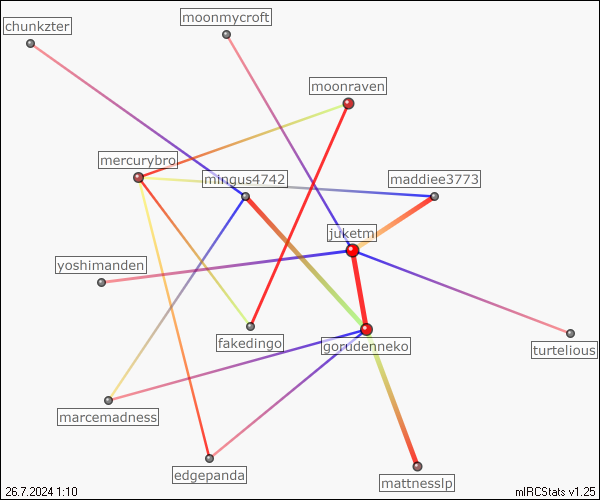 moonmycroft
chunkzter
moonraven
mercurybro
mingus4742
maddiee3773
juketm
yoshimanden
fakedingo
gorudenneko
turtelious
marcemadness
edgepanda
mattnesslp
26.7.2024 1:10
mIRCStats v1.25